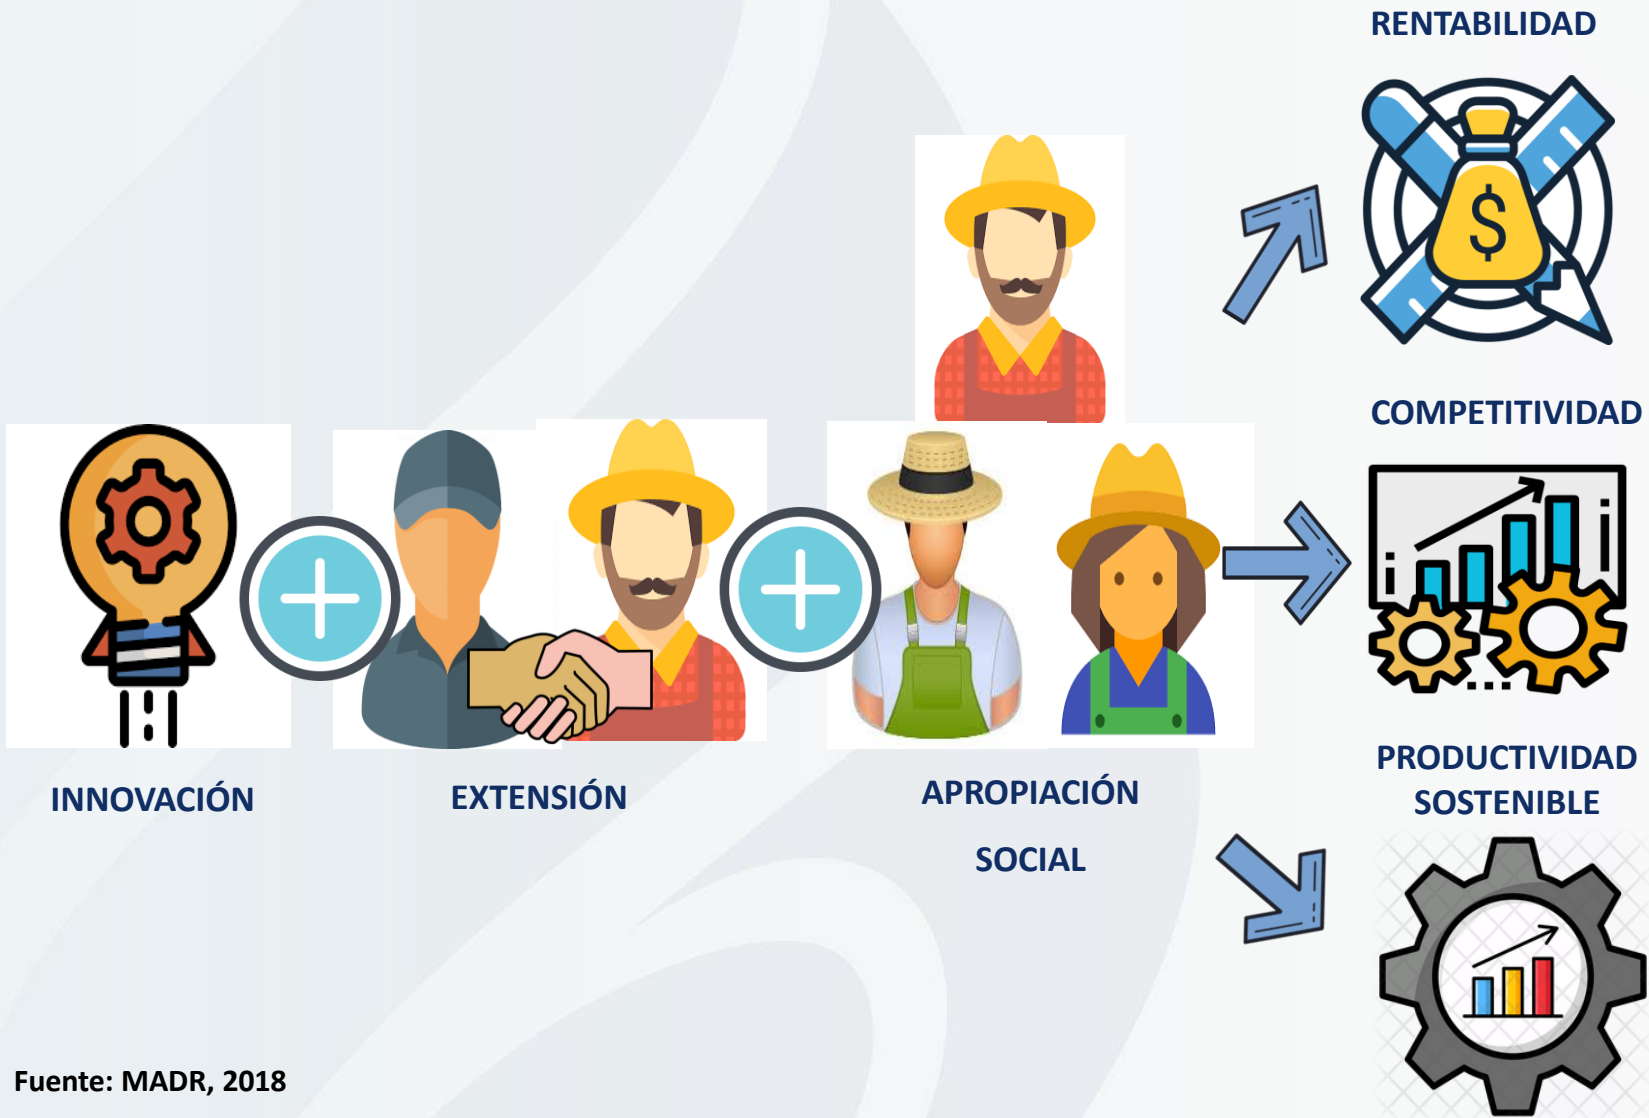 INNOVACIÓN
EXTENSIÓN
APROPIACIÓN
SOCIAL
RENTABILIDAD
$
COMPETITIVIDAD
PRODUCTIVIDAD
SOSTENIBLE
Fuente: MADR, 2018